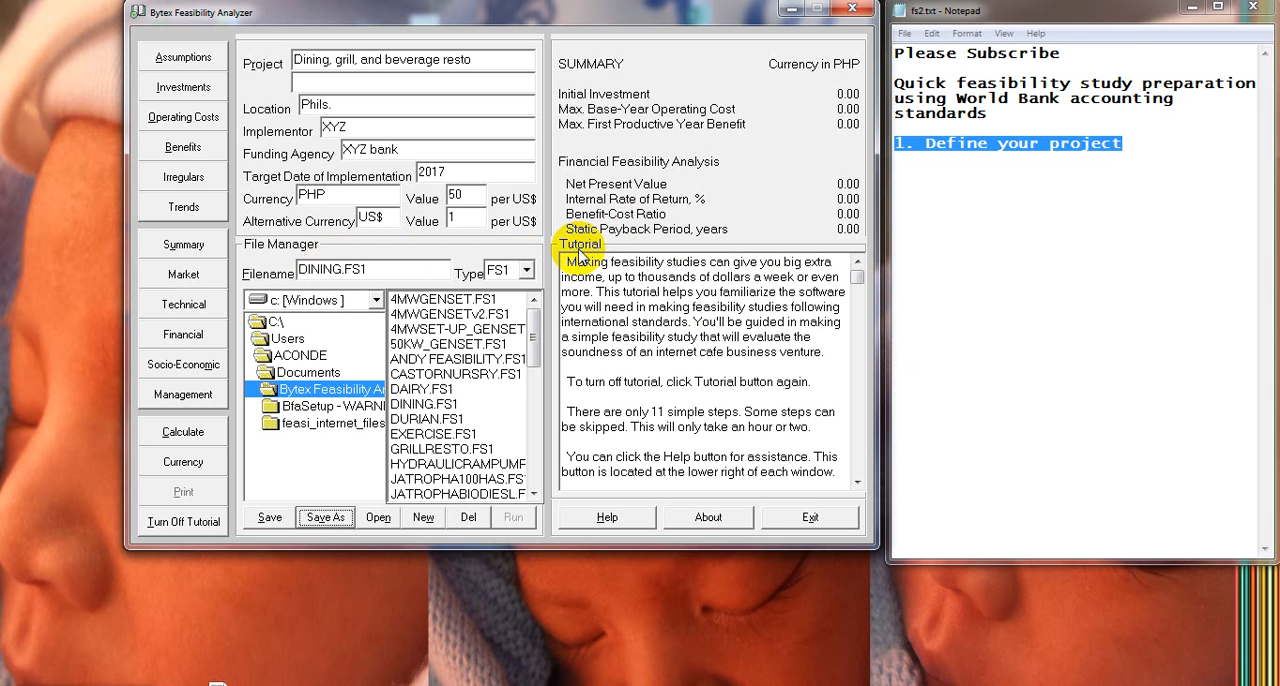 Bytex Feasibility Analyzer
Assumptions
Investments
Operating Costs
Benefits
Irregulars
Trends
Summary
Market
Technical
Financial
Socio-Economic
Management
Calculate
Currency
Print
Turn Off Tutorial
Project Dining, grill, and beverage resto
Location Phils.
Implementor XYZ
Funding Agency XYZ bank
Target Date of Implementation 2017
Currency PHP Value 50 per US$
Alternative Currency US$ Value 1 per US$
File Manager
Filename DINING.FS1 Type FS1
c: [Windows ]
C:\
Users
ACONDE
Documents
Bytex Feasibility Ar
BfaSetup - WARNI
feasi_internet_files
4MWGENSET.FS1
4MWGENSETv2.FS1
4MWSET-UP_GENSET
50KW_GENSET.FS1
ANDY FEASIBILITY.FS1
CASTORNURSRY.FS1
DAIRY.FS1
DINING.FS1
DURIAN.FS1
EXERCISE.FS1
GRILLRESTO.FS1
HYDRAULICRAMPUMF
JATROPHA100HAS.FS
JATROPHABIODIESL.F
Save Save As Open New Del Run
SUMMARY Currency in PHP
Initial Investment 0.00
Max. Base-Year Operating Cost 0.00
Max. First Productive Year Benefit 0.00
Financial Feasibility Analysis
Net Present Value 0.00
Internal Rate of Return, % 0.00
Benefit-Cost Ratio 0.00
Static Payback Period, years 0.00
Tutorial
Making feasibility studies can give you big extra
income, up to thousands of dollars a week or even
more. This tutorial helps you familiarize the software
you will need in making feasibility studies following
international standards. You'll be guided in making
a simple feasibility study that will evaluate the
soundness of an internet cafe business venture.
To turn off tutorial, click Tutorial button again.
There are only 11 simple steps. Some steps can
be skipped. This will only take an hour or two.
You can click the Help button for assistance. This
button is located at the lower right of each window.
Help About Exit
fs2.txt - Notepad
File Edit Format View Help
Please Subscribe
Quick feasibility study preparation
using World Bank accounting
standards
1. Define your project